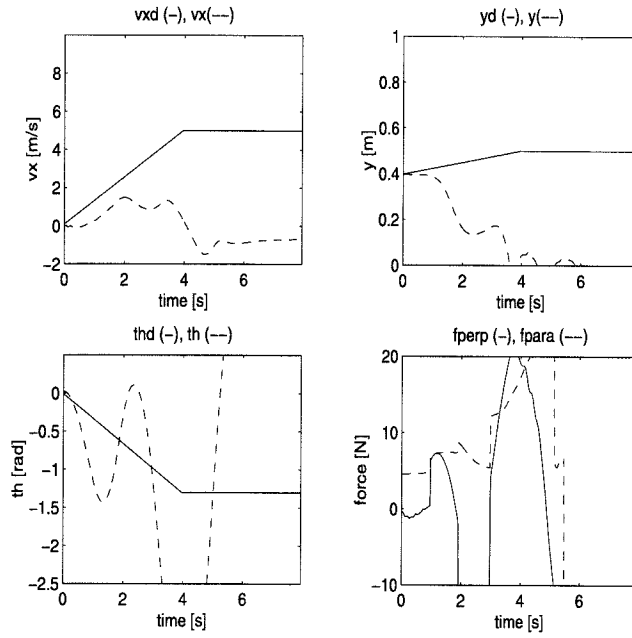 vxd (-), vx(--)
8
6
4
2
0
-2
vx [m/s]
0 2 4 6
time [s]
yd (-), y(--)
1
0.8
0.6
0.4
0.2
0
y [m]
0 2 4 6
time [s]
thd (-), th (--)
0
-0.5
-1
-1.5
-2
-2.5
th [rad]
0 2 4 6
time [s]
fperp (-), fpara (--)
20
10
0
-10
force [N]
0 2 4 6
time [s]